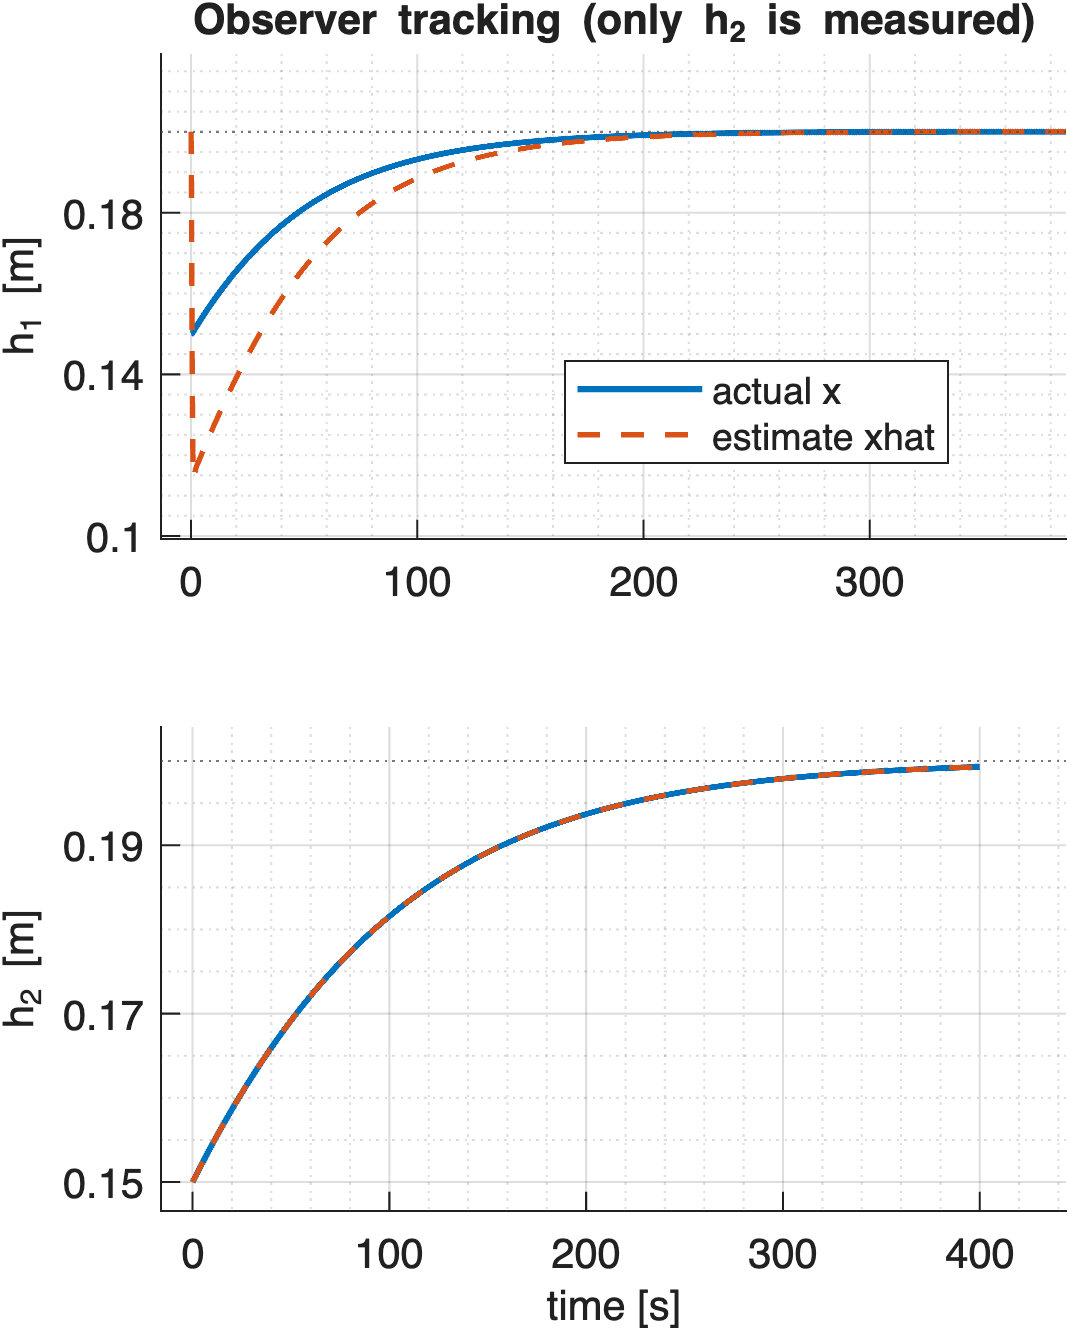 Observer tracking (only h₂ is measured)
h₁ [m]
0.18
0.14
0.1
actual x
estimate xhat
0 100 200 300
h₂ [m]
0.19
0.17
0.15
0 100 200 300 400
time [s]